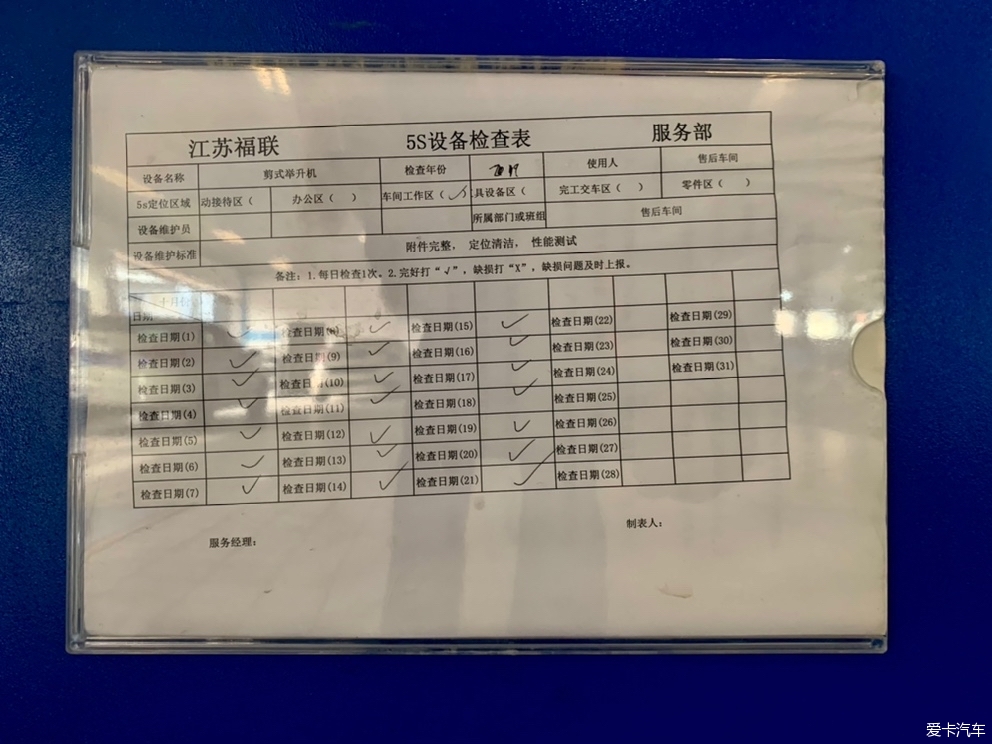 江苏福联 5S设备检查表 服务部
设备名称 剪式举升机 检查年份 使用人 售后车间
5s定位区域 动接待区( 办公区( ) 车间工作区(✓) 具设备区( 完工交车区( ) 零件区( )
设备维护员 所属部门或班组 售后车间
设备维护标准 附件完整, 定位清洁, 性能测试
备注:1.每日检查1次。2.完好打“√”,缺损打“X”,缺损问题及时上报。
日期
检查日期(1) ✓ 检查日期(8) ✓ 检查日期(15) ✓ 检查日期(22) 检查日期(29)
检查日期(2) ✓ 检查日期(9) ✓ 检查日期(16) ✓ 检查日期(23) 检查日期(30)
检查日期(3) ✓ 检查日期(10) ✓ 检查日期(17) ✓ 检查日期(24) 检查日期(31)
检查日期(4) ✓ 检查日期(11) ✓ 检查日期(18) ✓ 检查日期(25)
检查日期(5) ✓ 检查日期(12) ✓ 检查日期(19) ✓ 检查日期(26)
检查日期(6) ✓ 检查日期(13) ✓ 检查日期(20) ✓ 检查日期(27)
检查日期(7) ✓ 检查日期(14) ✓ 检查日期(21) ✓ 检查日期(28)
服务经理: 制表人:
爱卡汽车